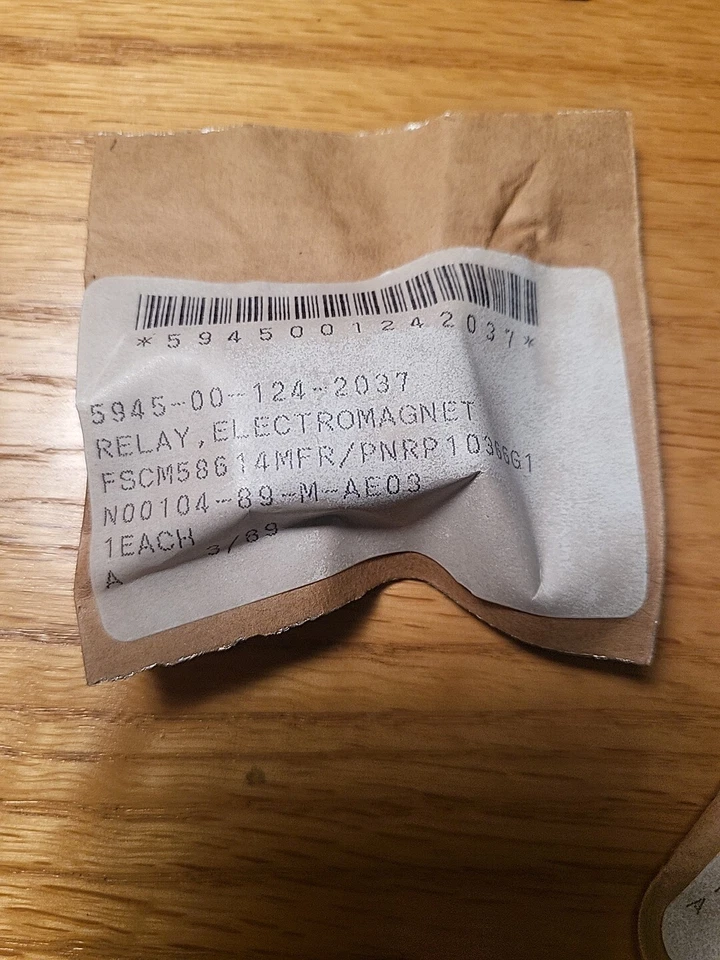 *5945001242037*
5945-00-124-2037
RELAY,ELECTROMAGNET
FSCM58614MFR/PNRP10366G1
N00104-89-M-AE03
1EACH
A 3/89
A